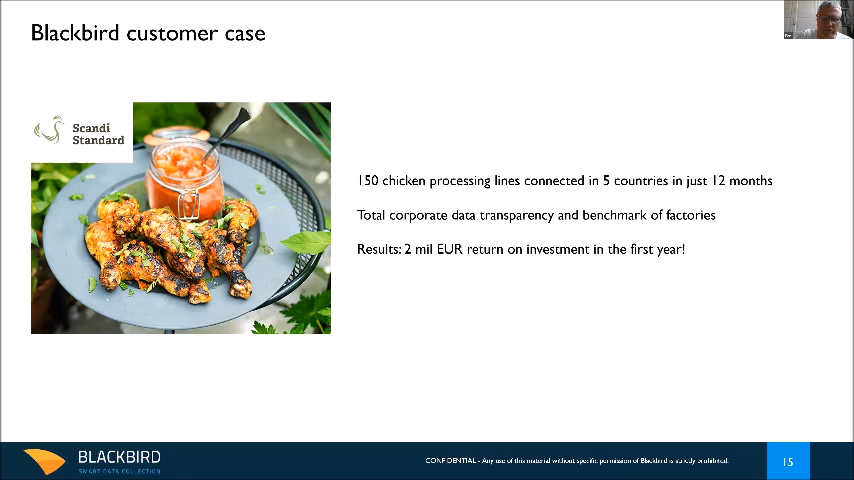 Blackbird customer case
Scandi
Standard
150 chicken processing lines connected in 5 countries in just 12 months
Total corporate data transparency and benchmark of factories
Results: 2 mil EUR return on investment in the first year!
BLACKBIRD
SMART DATA COLLECTION
CONFIDENTIAL - Any use of this material without specific permission of Blackbird is strictly prohibited.
15